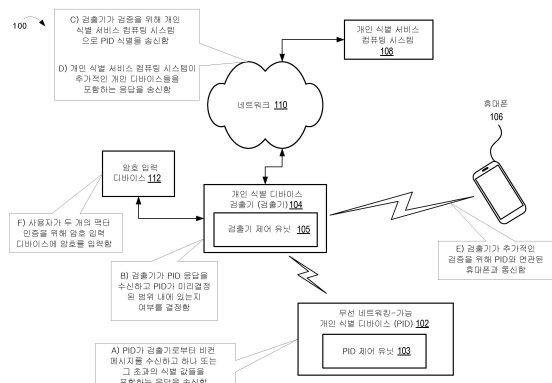 100
C) 검출기가 검증을 위해 개인
식별 서비스 컴퓨팅 시스템
으로 PID 식별을 송신함
D) 개인 식별 서비스 컴퓨팅 시스템이
추가적인 개인 디바이스들을
포함하는 응답을 송신함
개인 식별 서비스
컴퓨팅 시스템
108
네트워크 110
휴대폰
106
암호 입력
디바이스 112
개인 식별 디바이스
검출기 (검출기) 104
검출기 제어 유닛 105
F) 사용자가 두 개의 팩터
인증을 위해 암호 입력
디바이스에 암호를 입력함
B) 검출기가 PID 응답을
수신하고 PID가 미리결정
된 범위 내에 있는지
여부를 결정함
E) 검출기가 추가적인
검증을 위해 PID와 연관된
휴대폰과 통신함
무선 네트워킹-가능
개인 식별 디바이스 (PID) 102
PID 제어 유닛 103
A) PID가 검출기로부터 비컨
메시지를 수신하고 하나 또는
그 초과의 식별 값들을
포함하는 응답을 송신함